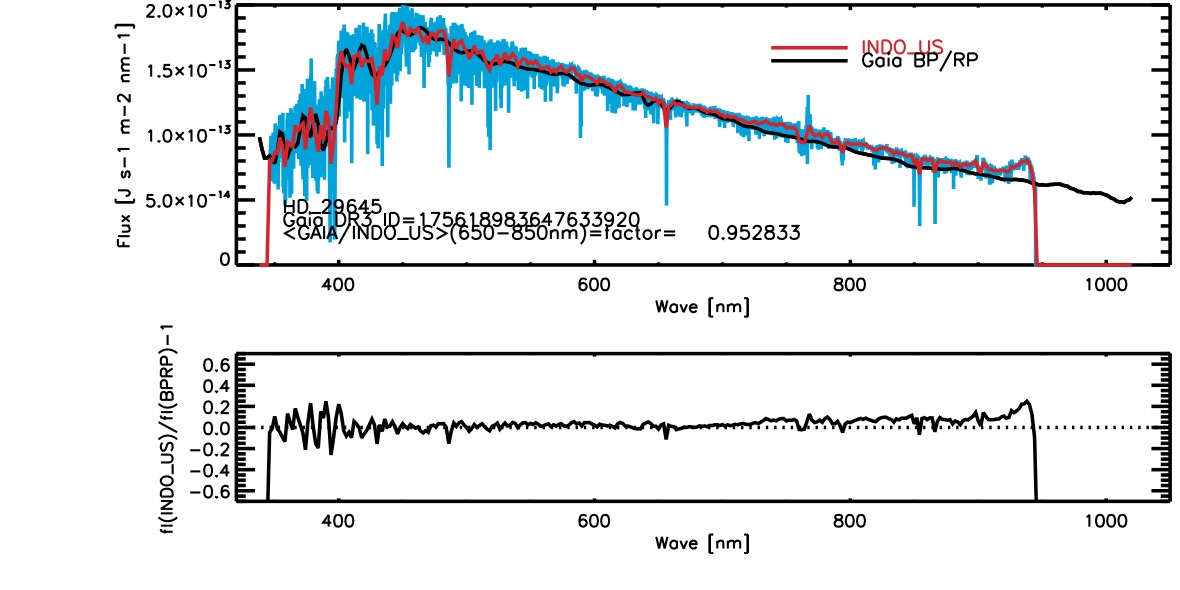 2.0×10−13
1.5×10−13
1.0×10−13
5.0×10−14
0
Flux [J s−1 m−2 nm−1]
INDO_US
Gaia BP/RP
HD_29645
Gaia DR3 ID=175618983647633920
<GAIA/INDO_US>(650−850nm)=factor= 0.952833
400 600 800 1000
Wave [nm]
fl(INDO_US)/fl(BPRP)−1
0.6
0.4
0.2
0.0
−0.2
−0.4
−0.6
400 600 800 1000
Wave [nm]